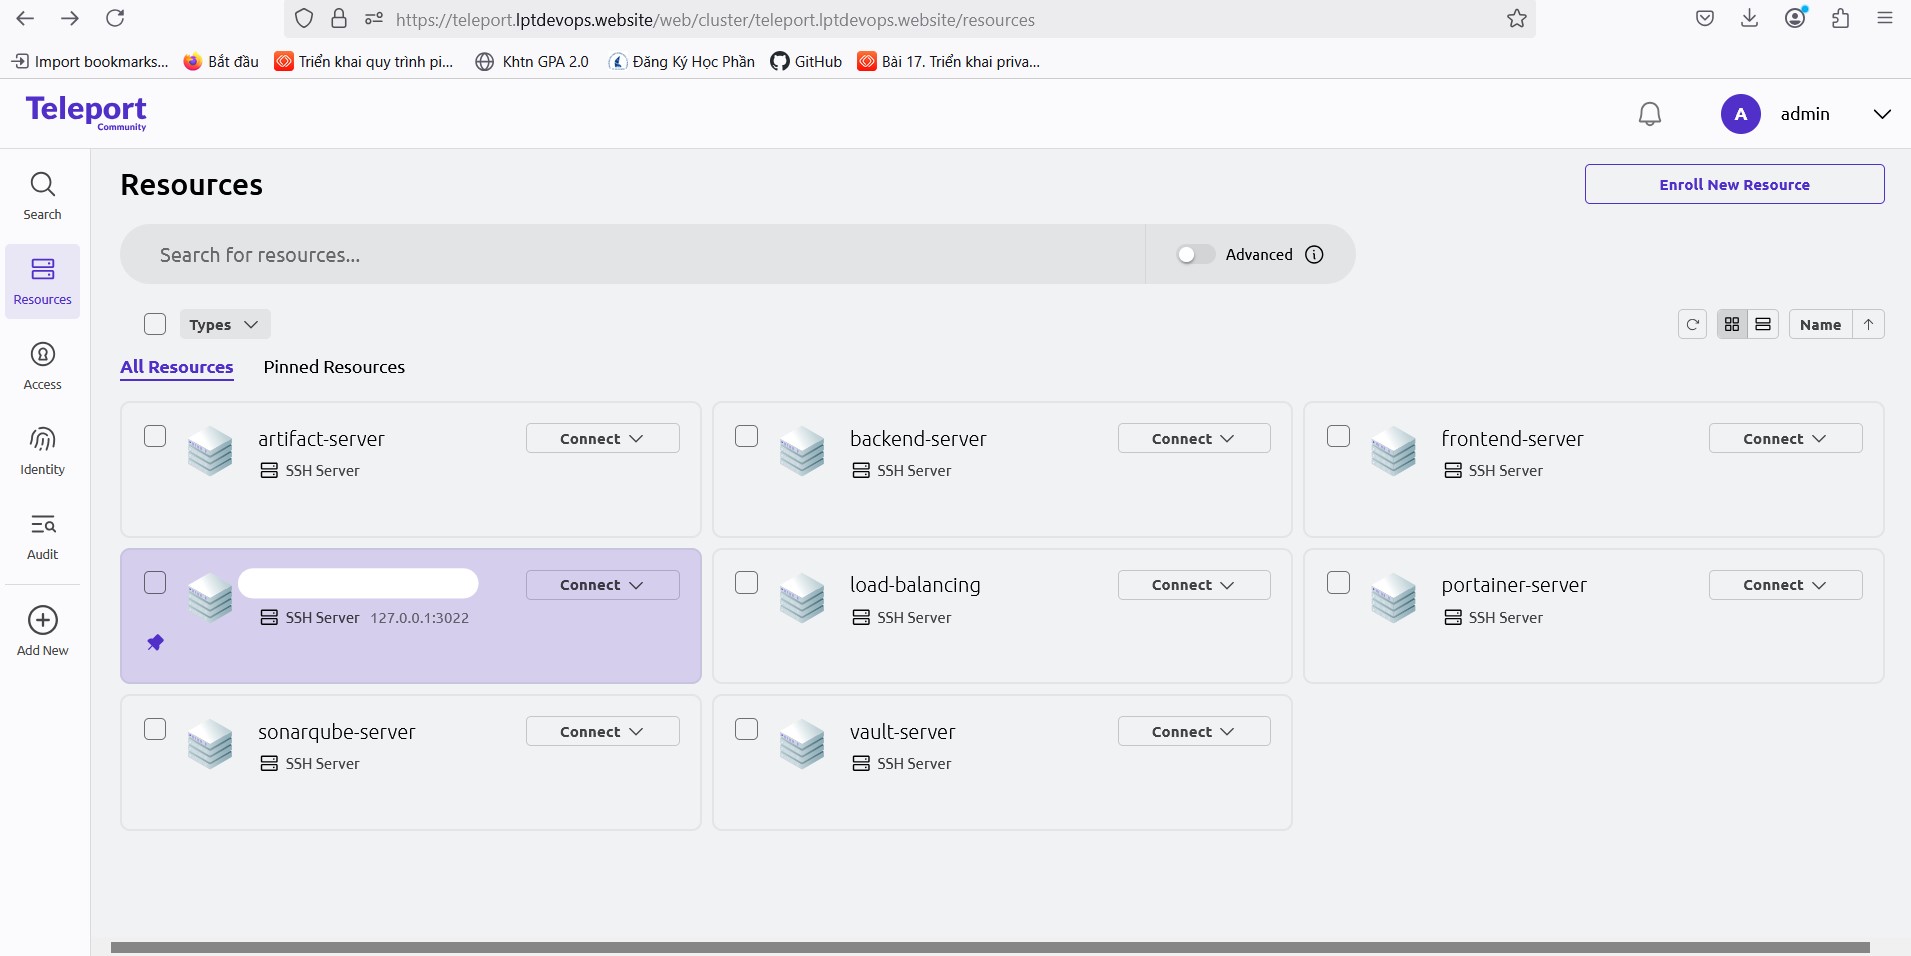 https://teleport.lptdevops.website/web/cluster/teleport.lptdevops.website/resources
Import bookmarks... Bắt đầu Triển khai quy trình pi... Khtn GPA 2.0 Đăng Ký Học Phần GitHub Bài 17. Triển khai priva...
Teleport
Community
A admin
Search
Resources
Access
Identity
Audit
Add New
Resources
Enroll New Resource
Search for resources...
Advanced
Types
Name
All Resources Pinned Resources
artifact-server
Connect
SSH Server
backend-server
Connect
SSH Server
frontend-server
Connect
SSH Server
Connect
SSH Server 127.0.0.1:3022
load-balancing
Connect
SSH Server
portainer-server
Connect
SSH Server
sonarqube-server
Connect
SSH Server
vault-server
Connect
SSH Server